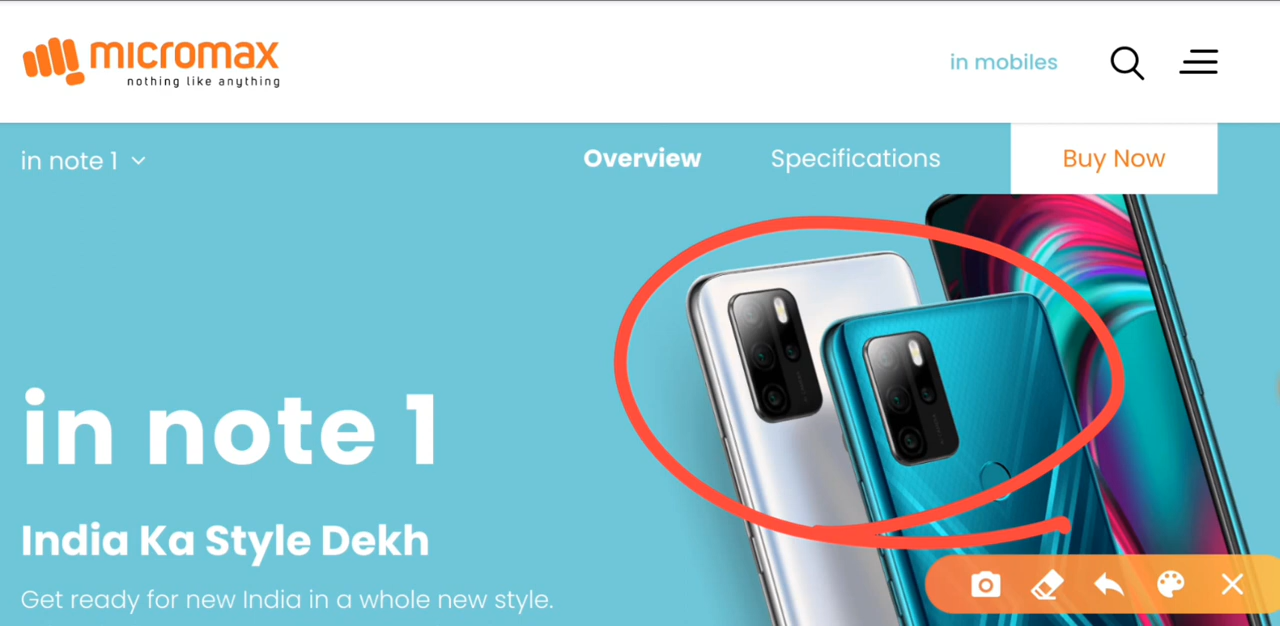 micromax
nothing like anything
in mobiles
in note 1
Overview
Specifications
Buy Now
in note 1
India Ka Style Dekh
Get ready for new India in a whole new style.